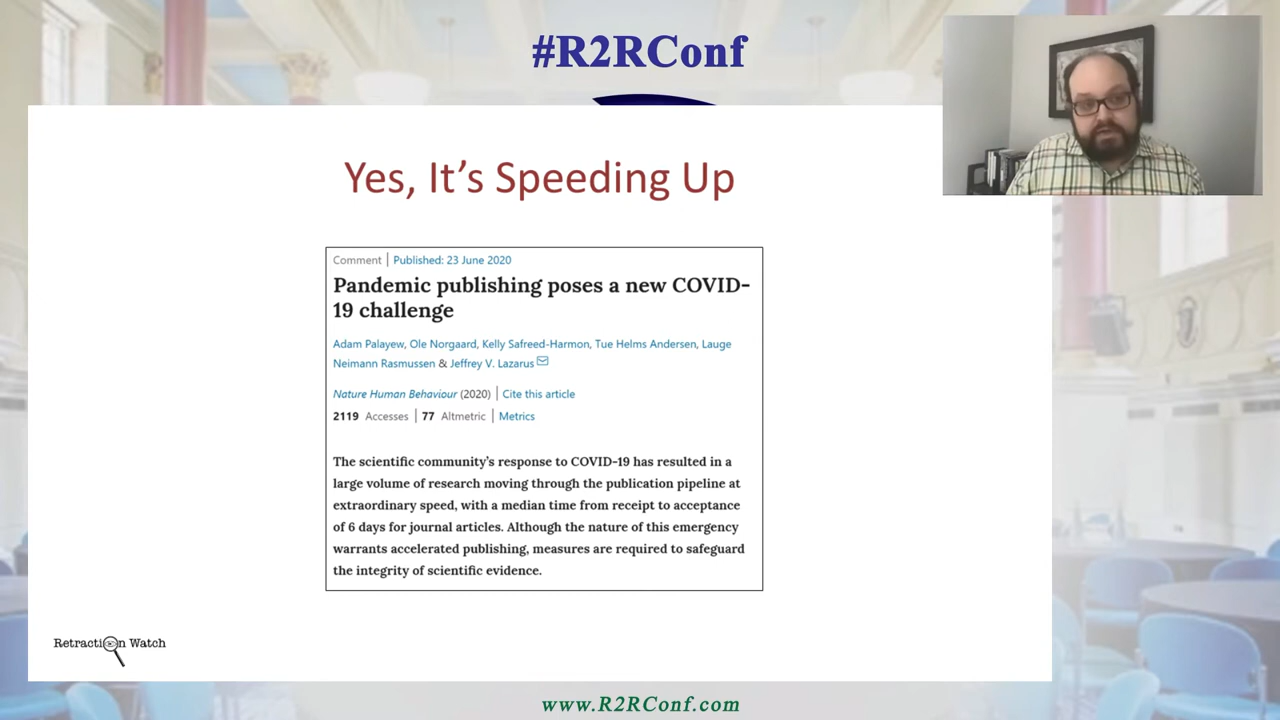 #R2RConf
Yes, It's Speeding Up
Comment | Published: 23 June 2020
Pandemic publishing poses a new COVID-
19 challenge
Adam Palayew, Ole Norgaard, Kelly Safreed-Harmon, Tue Helms Andersen, Lauge
Neimann Rasmussen & Jeffrey V. Lazarus
Nature Human Behaviour (2020) | Cite this article
2119 Accesses | 77 Altmetric | Metrics
The scientific community's response to COVID-19 has resulted in a
large volume of research moving through the publication pipeline at
extraordinary speed, with a median time from receipt to acceptance
of 6 days for journal articles. Although the nature of this emergency
warrants accelerated publishing, measures are required to safeguard
the integrity of scientific evidence.
Retraction Watch
www.R2RConf.com